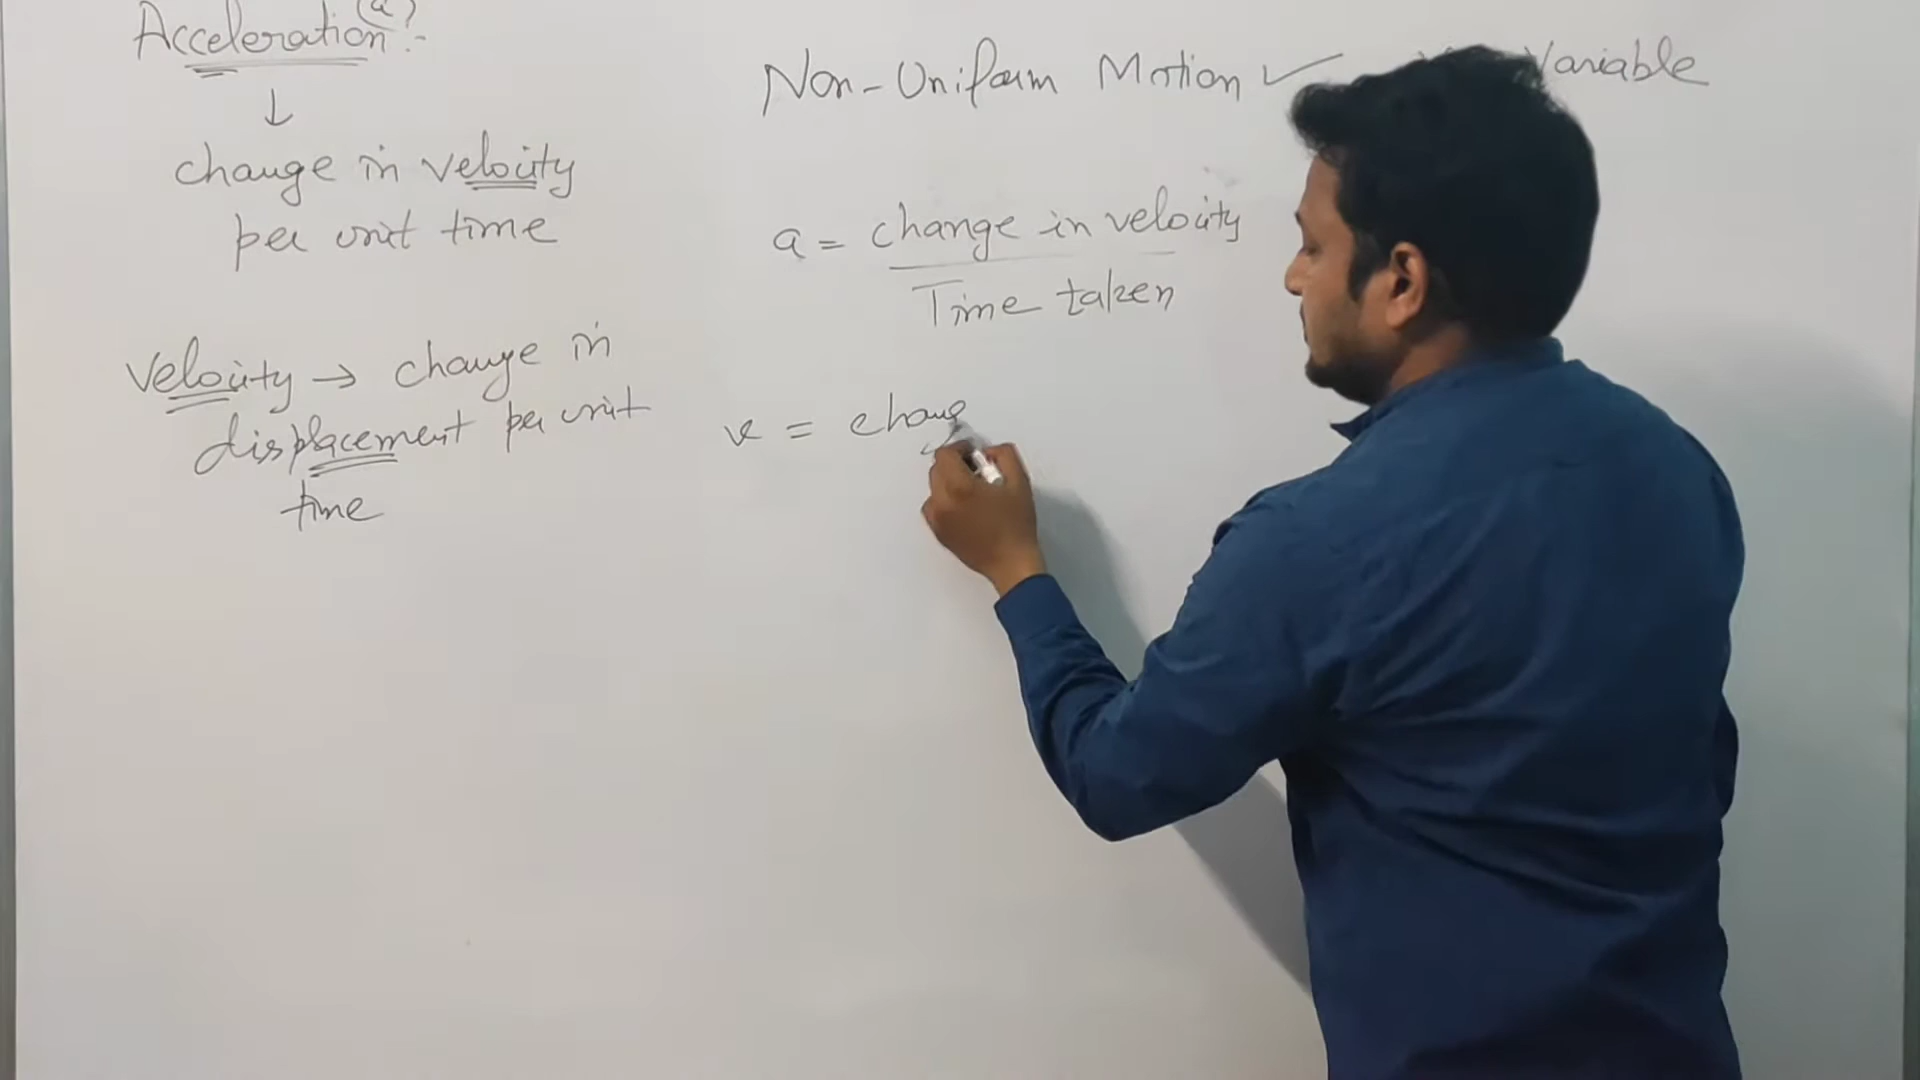 Acceleration (a) :-
↓
change in velocity
per unit time
Velocity → change in
displacement per unit
time
Non-Uniform Motion ✓ Variable
a = change in velocity
Time taken
v = chang